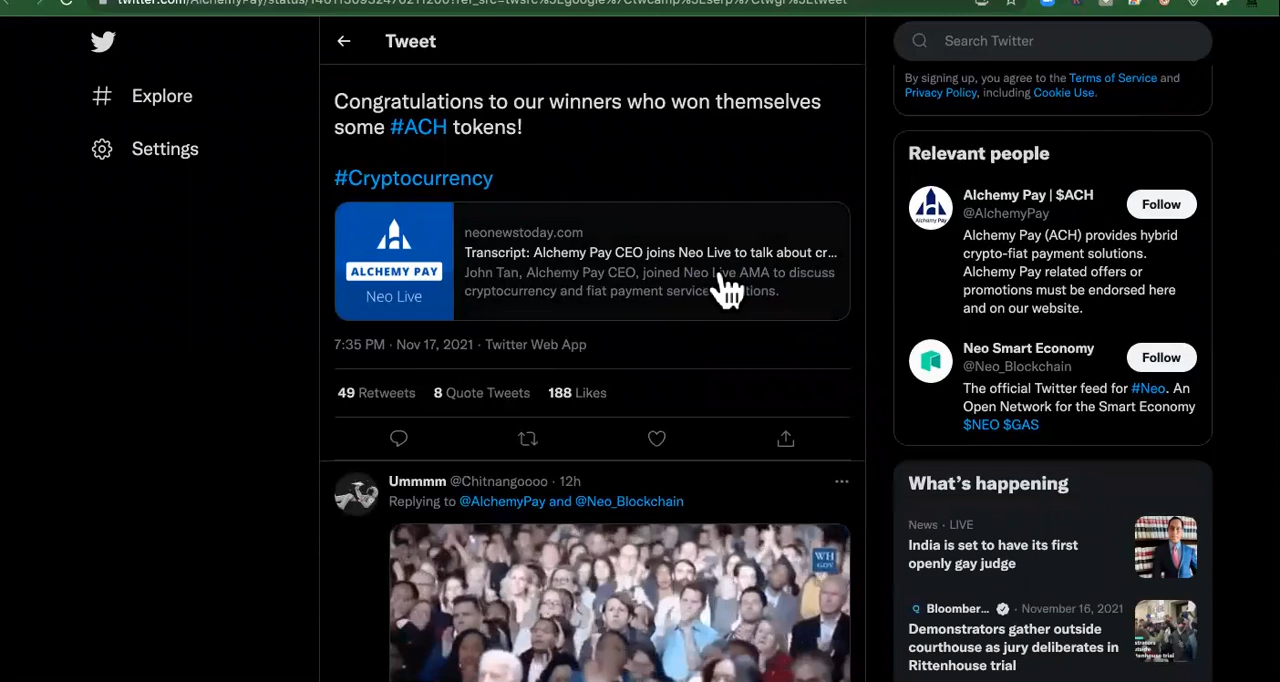 Tweet
Search Twitter
Explore
Settings
Congratulations to our winners who won themselves
some #ACH tokens!
#Cryptocurrency
ALCHEMY PAY
Neo Live
neonewstoday.com
Transcript: Alchemy Pay CEO joins Neo Live to talk about cr...
John Tan, Alchemy Pay CEO, joined Neo Live AMA to discuss
cryptocurrency and fiat payment service
7:35 PM · Nov 17, 2021 · Twitter Web App
49 Retweets 8 Quote Tweets 188 Likes
Ummmm @Chitnangoooo · 12h
Replying to @AlchemyPay and @Neo_Blockchain
WH
GOV
By signing up, you agree to the Terms of Service and
Privacy Policy, including Cookie Use.
Relevant people
Alchemy Pay
Alchemy Pay | $ACH
@AlchemyPay
Follow
Alchemy Pay (ACH) provides hybrid
crypto-fiat payment solutions.
Alchemy Pay related offers or
promotions must be endorsed here
and on our website.
Neo Smart Economy
@Neo_Blockchain
Follow
The official Twitter feed for #Neo. An
Open Network for the Smart Economy
$NEO $GAS
What's happening
News · LIVE
India is set to have its first
openly gay judge
Bloomber... · November 16, 2021
Demonstrators gather outside
courthouse as jury deliberates in
Rittenhouse trial